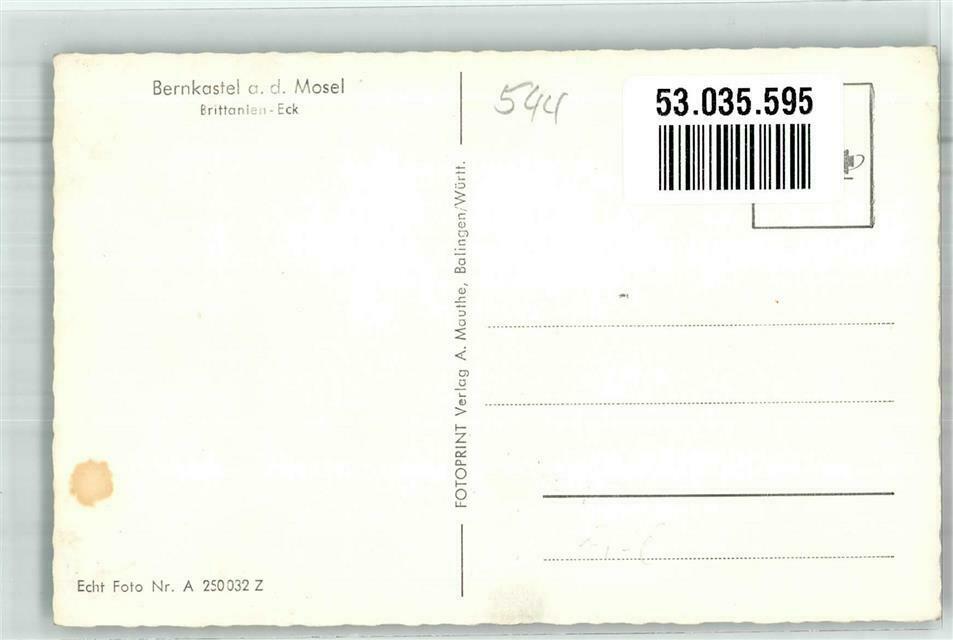 Bernkastel a. d. Mosel
Brittanien-Eck
Echt Foto Nr. A 250032 Z
FOTOPRINT Verlag A. Mauthe, Balingen/Württ.
544
53.035.595